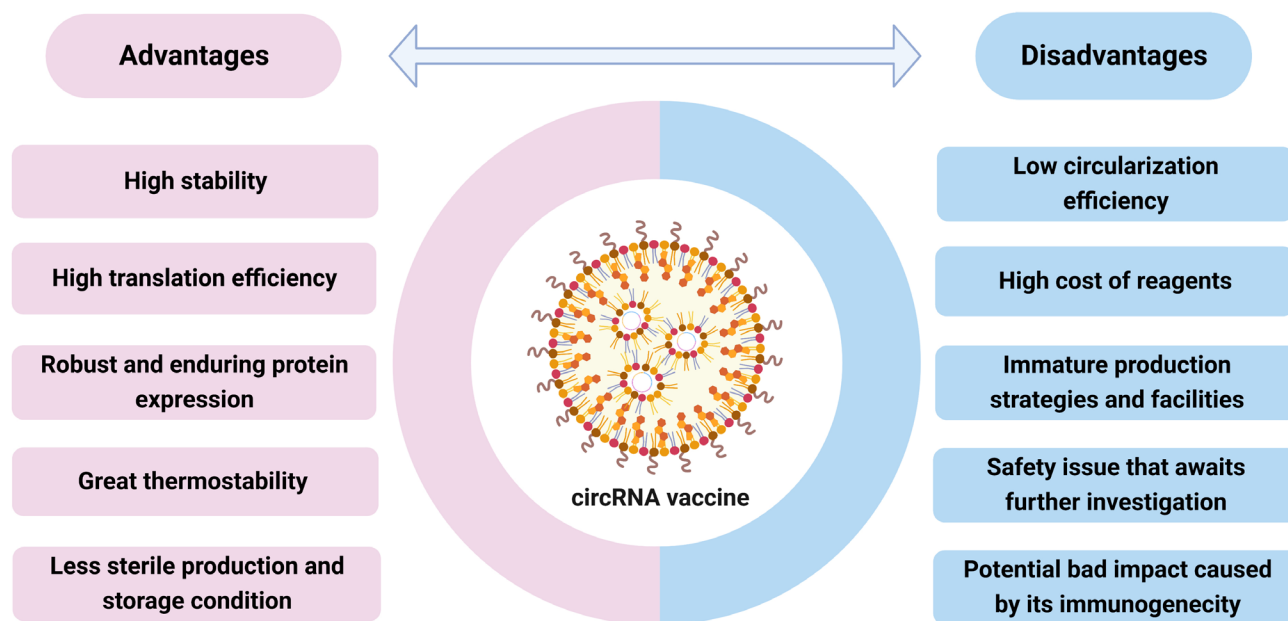 Advantages
Disadvantages
High stability
High translation efficiency
Robust and enduring protein
expression
Great thermostability
Less sterile production and
storage condition
circRNA vaccine
Low circularization
efficiency
High cost of reagents
Immature production
strategies and facilities
Safety issue that awaits
further investigation
Potential bad impact caused
by its immunogenecity